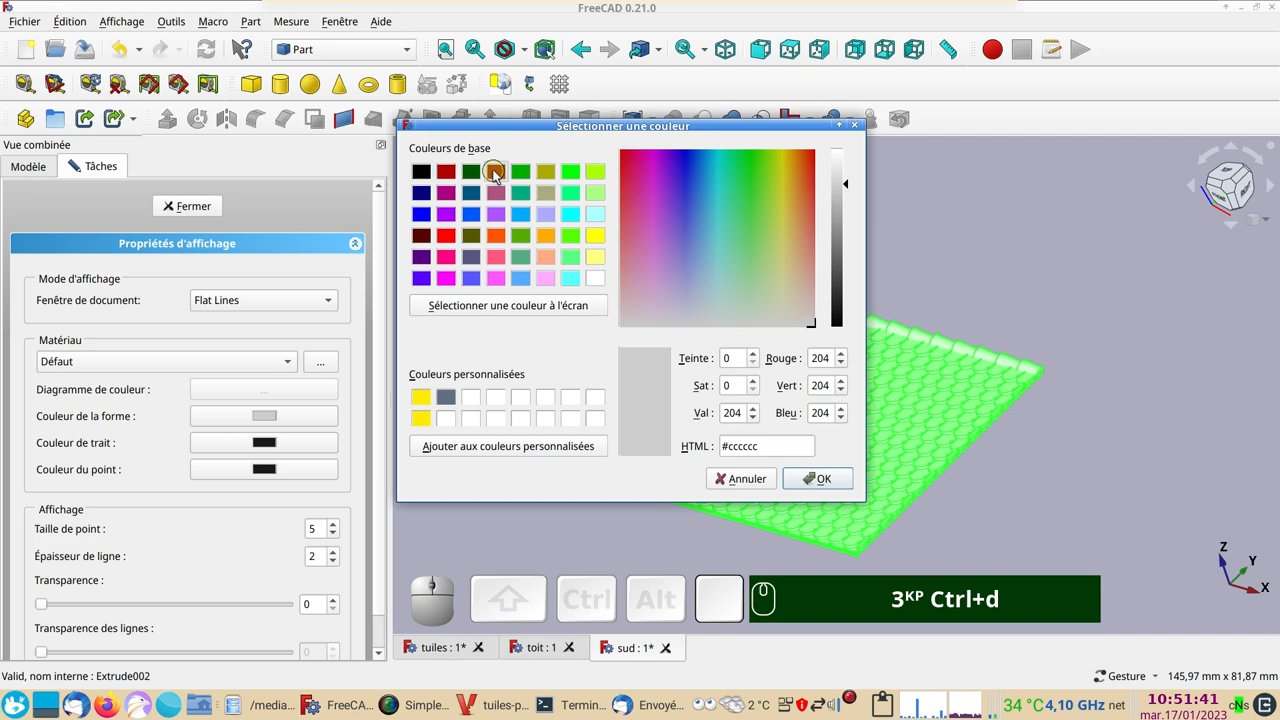 FreeCAD 0.21.0
Fichier Édition Affichage Outils Macro Part Mesure Fenêtre Aide
Part
Vue combinée
Modèle Tâches
Fermer
Propriétés d'affichage
Mode d'affichage
Fenêtre de document: Flat Lines
Matériau
Défaut ...
Diagramme de couleur : ...
Couleur de la forme :
Couleur de trait :
Couleur du point :
Affichage
Taille de point : 5
Épaisseur de ligne : 2
Transparence :
0
Transparence des lignes :
0
Sélectionner une couleur
Couleurs de base
Sélectionner une couleur à l'écran
Couleurs personnalisées
Ajouter aux couleurs personnalisées
Teinte : 0 Rouge : 204
Sat : 0 Vert : 204
Val : 204 Bleu : 204
HTML : #cccccc
Annuler OK
Z
Y
X
Ctrl Alt
3ᴷᴾ Ctrl+d
tuiles : 1* toit : 1 sud : 1*
Valid, nom interne : Extrude002
Gesture 145,97 mm x 81,87 mm
/media... FreeCA... Simple... tuiles-p... Termin... Envoyé...
2 °C
34 °C 4,10 GHz
10:51:41
mar.17/01/2023